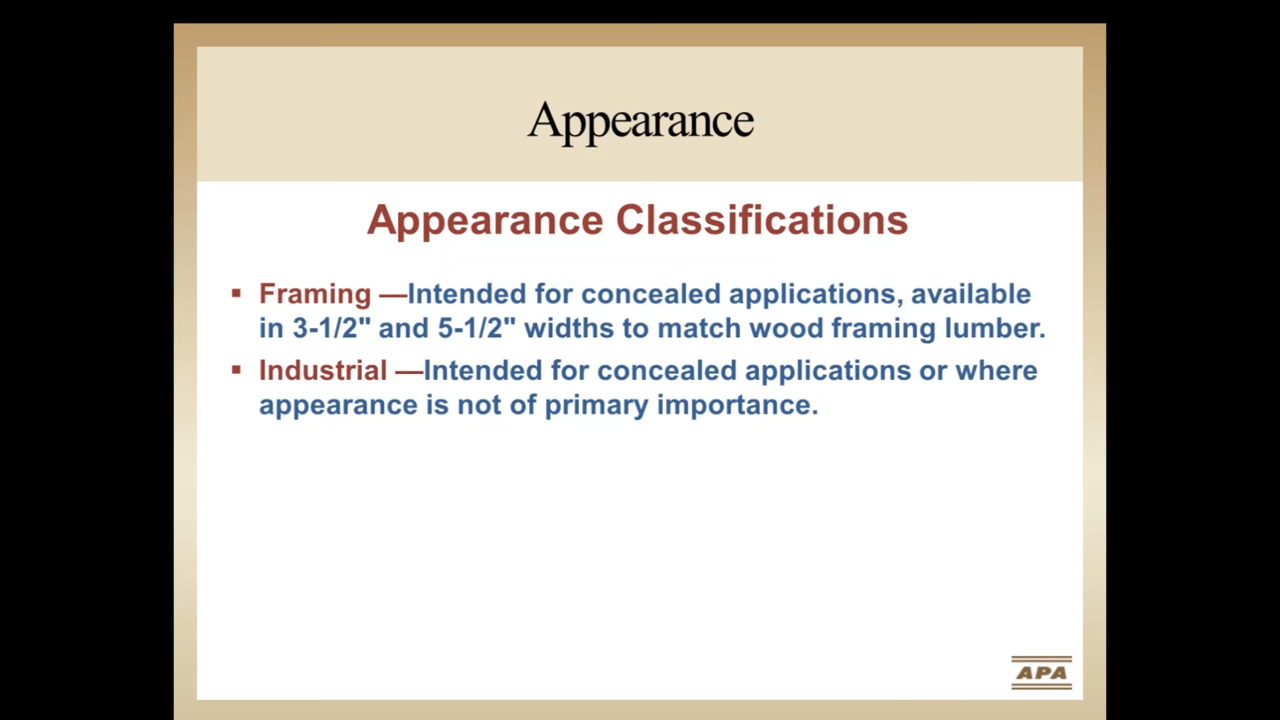 Appearance
Appearance Classifications
▪ Framing —Intended for concealed applications, available
in 3-1/2" and 5-1/2" widths to match wood framing lumber.
▪ Industrial —Intended for concealed applications or where
appearance is not of primary importance.
APA